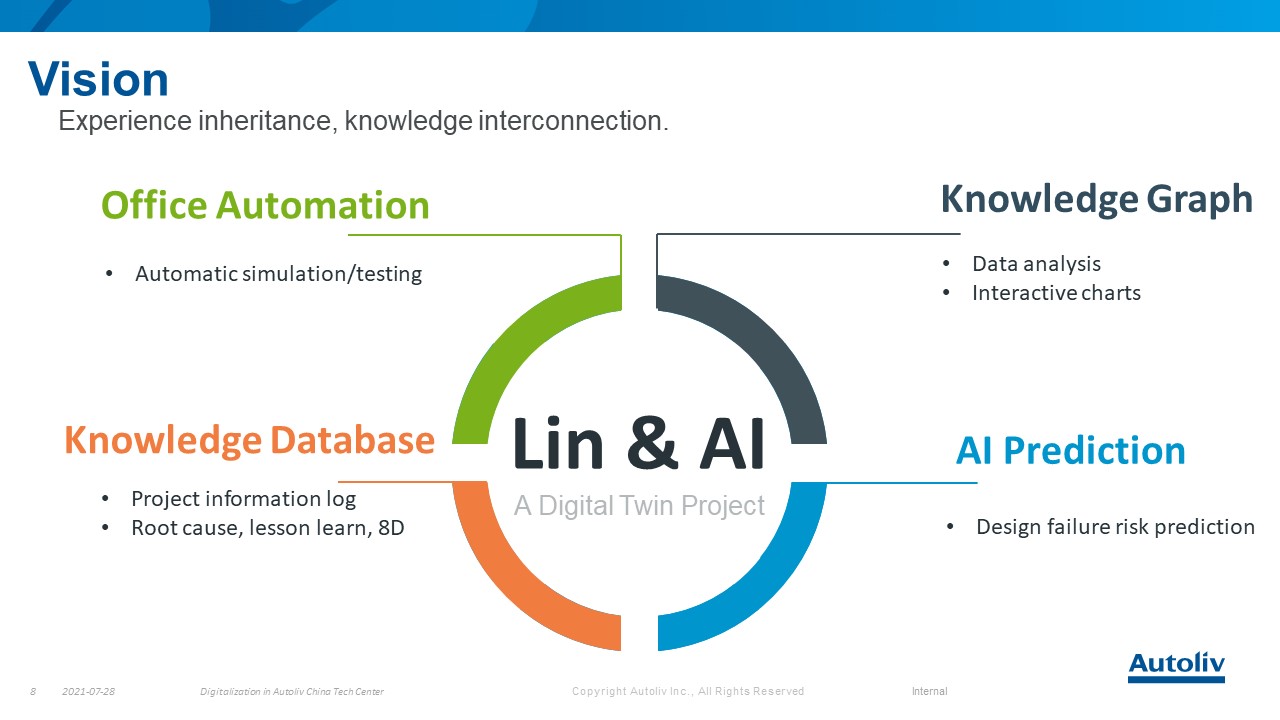 Vision
Experience inheritance, knowledge interconnection.
Office Automation
• Automatic simulation/testing
Knowledge Graph
• Data analysis
• Interactive charts
Knowledge Database
• Project information log
• Root cause, lesson learn, 8D
Lin & AI
A Digital Twin Project
AI Prediction
• Design failure risk prediction
Autoliv
8 2021-07-28 Digitalization in Autoliv China Tech Center Copyright Autoliv Inc., All Rights Reserved Internal